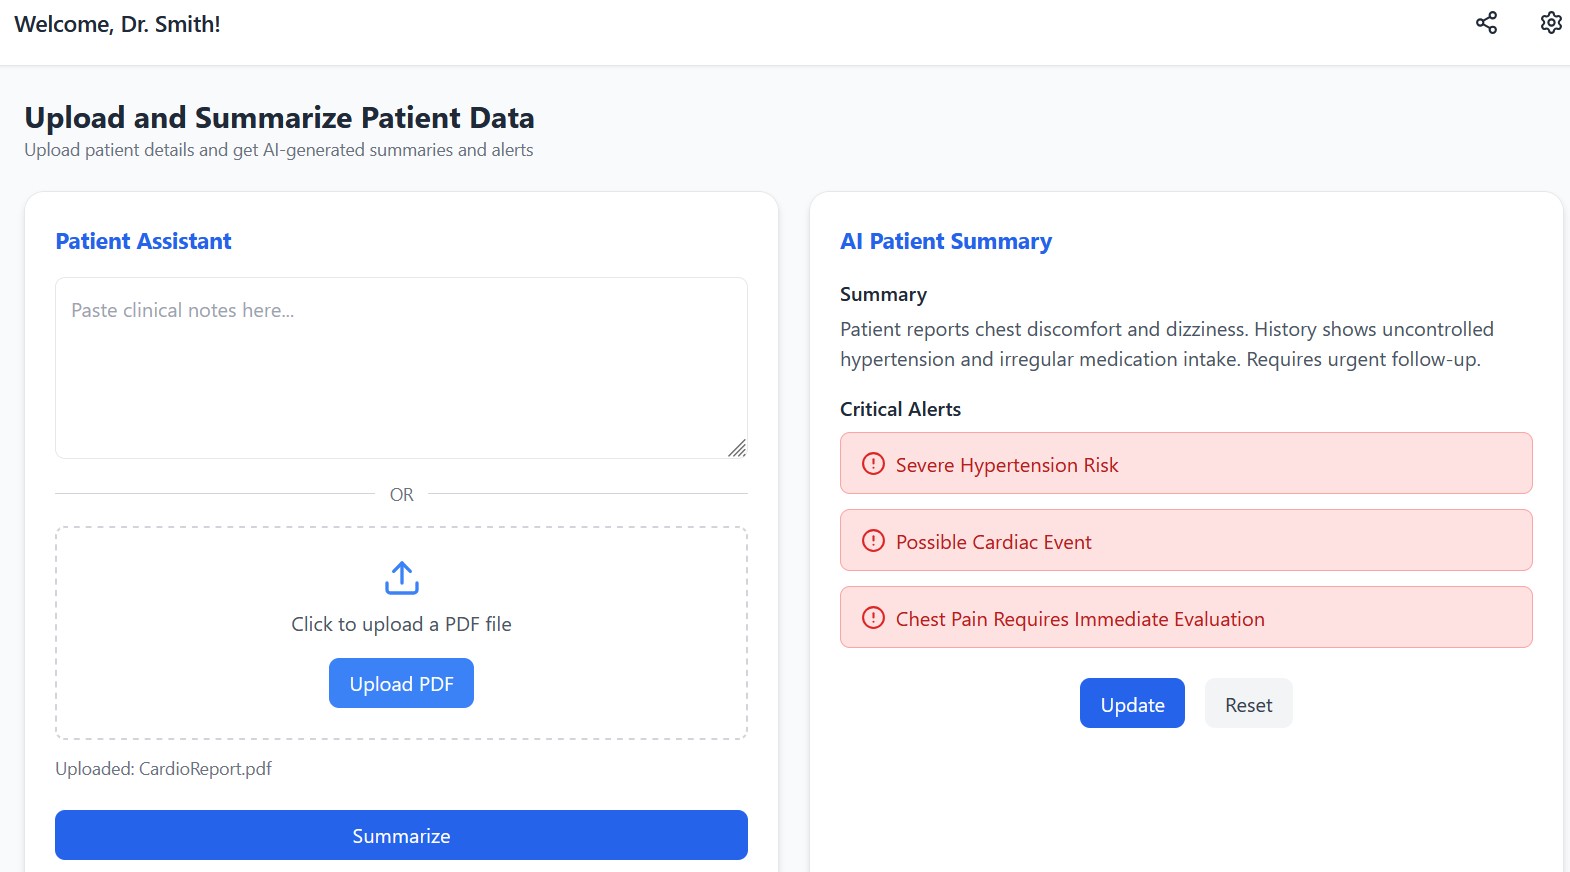 Welcome, Dr. Smith!
Upload and Summarize Patient Data
Upload patient details and get AI-generated summaries and alerts
Patient Assistant
Paste clinical notes here...
OR
Click to upload a PDF file
Upload PDF
Uploaded: CardioReport.pdf
Summarize
AI Patient Summary
Summary
Patient reports chest discomfort and dizziness. History shows uncontrolled
hypertension and irregular medication intake. Requires urgent follow-up.
Critical Alerts
Severe Hypertension Risk
Possible Cardiac Event
Chest Pain Requires Immediate Evaluation
Update
Reset